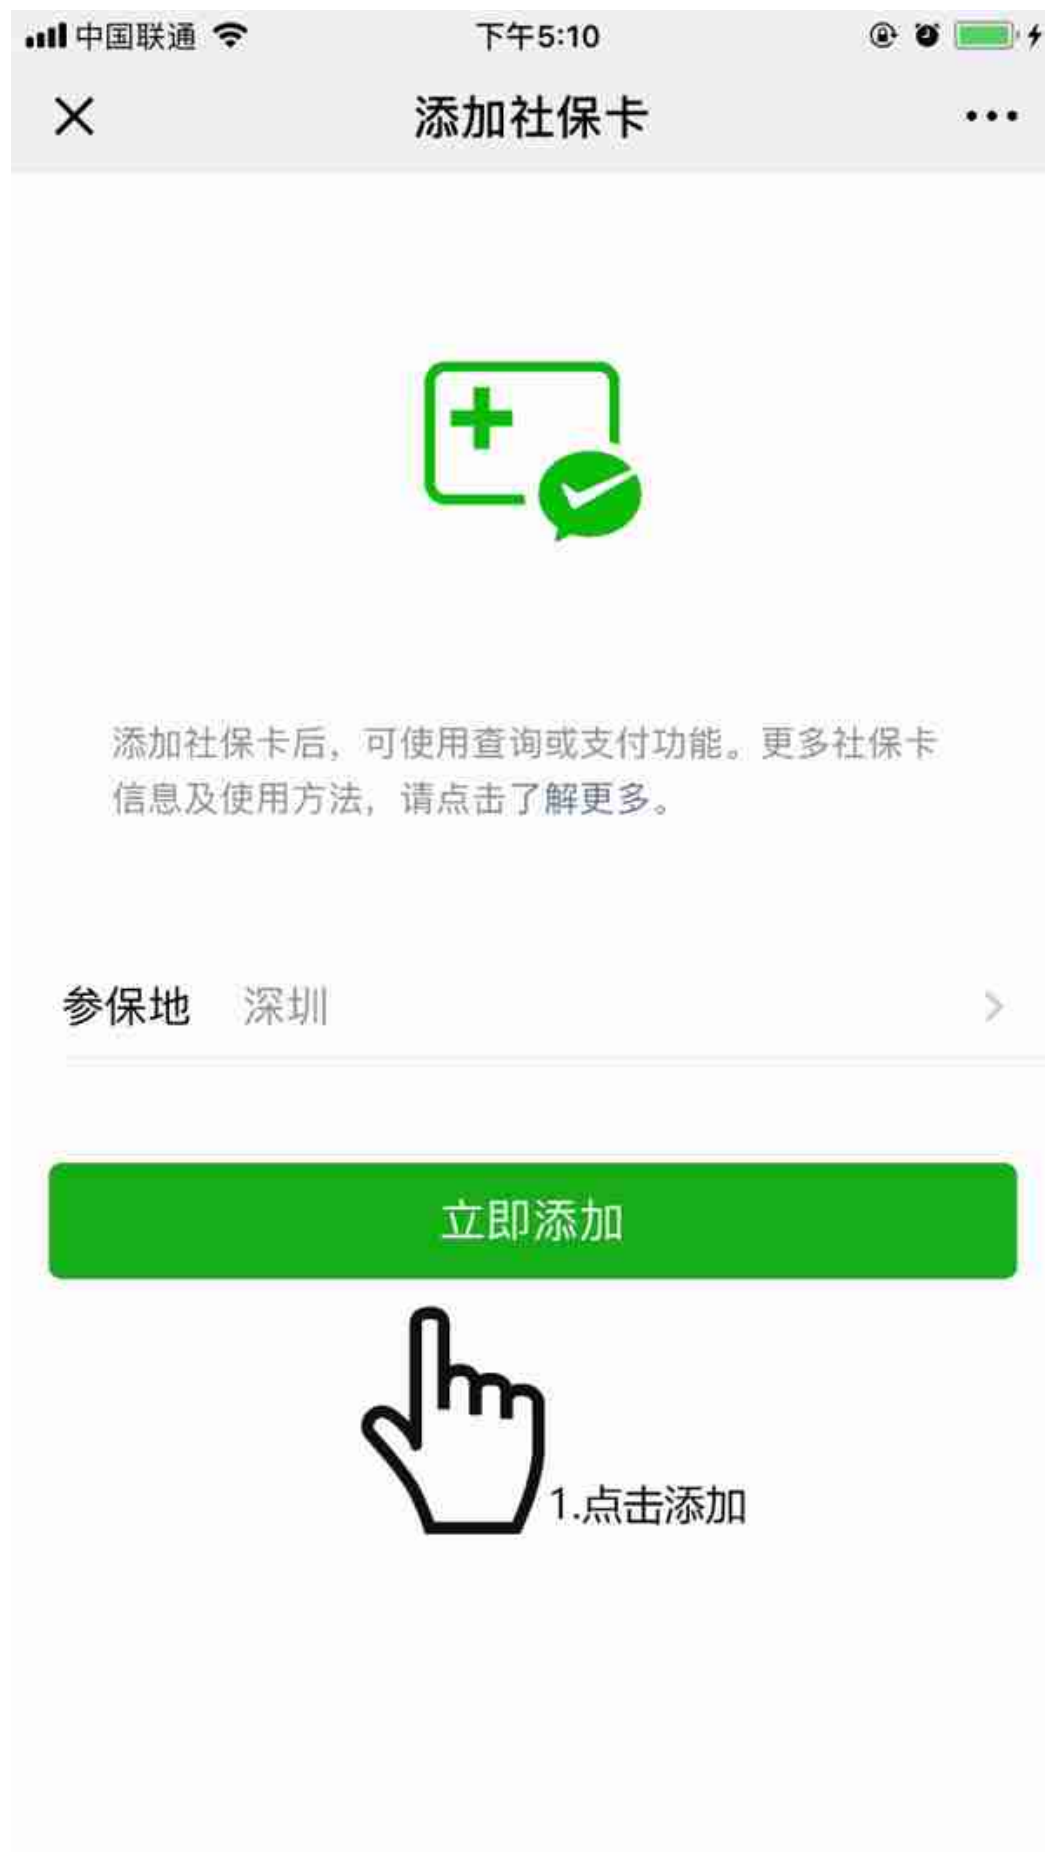 中国联通
下午5:10
添加社保卡
添加社保卡后，可使用查询或支付功能。更多社保卡
信息及使用方法，请点击了解更多。
参保地 深圳
立即添加
1.点击添加